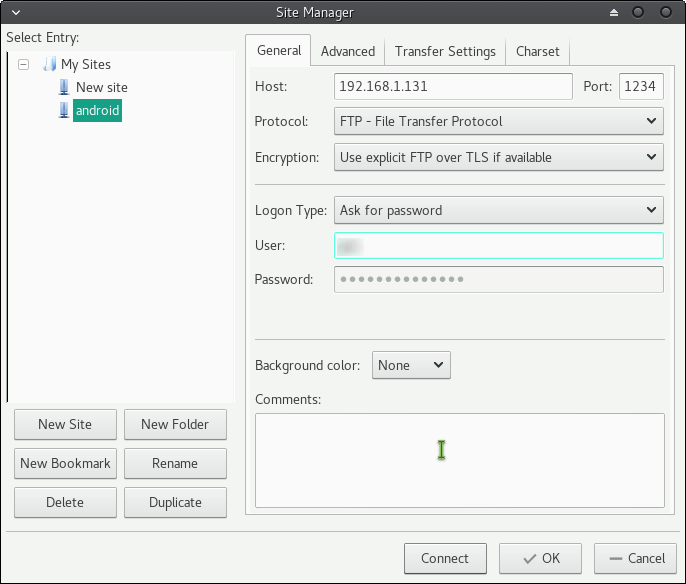 Site Manager
Select Entry:
My Sites
New site
android
New Site
New Folder
New Bookmark
Rename
Delete
Duplicate
General
Advanced
Transfer Settings
Charset
Host: 192.168.1.131 Port: 1234
Protocol: FTP - File Transfer Protocol
Encryption: Use explicit FTP over TLS if available
Logon Type: Ask for password
User:
Password: ••••••••••••••
Background color: None
Comments:
Connect
OK
Cancel